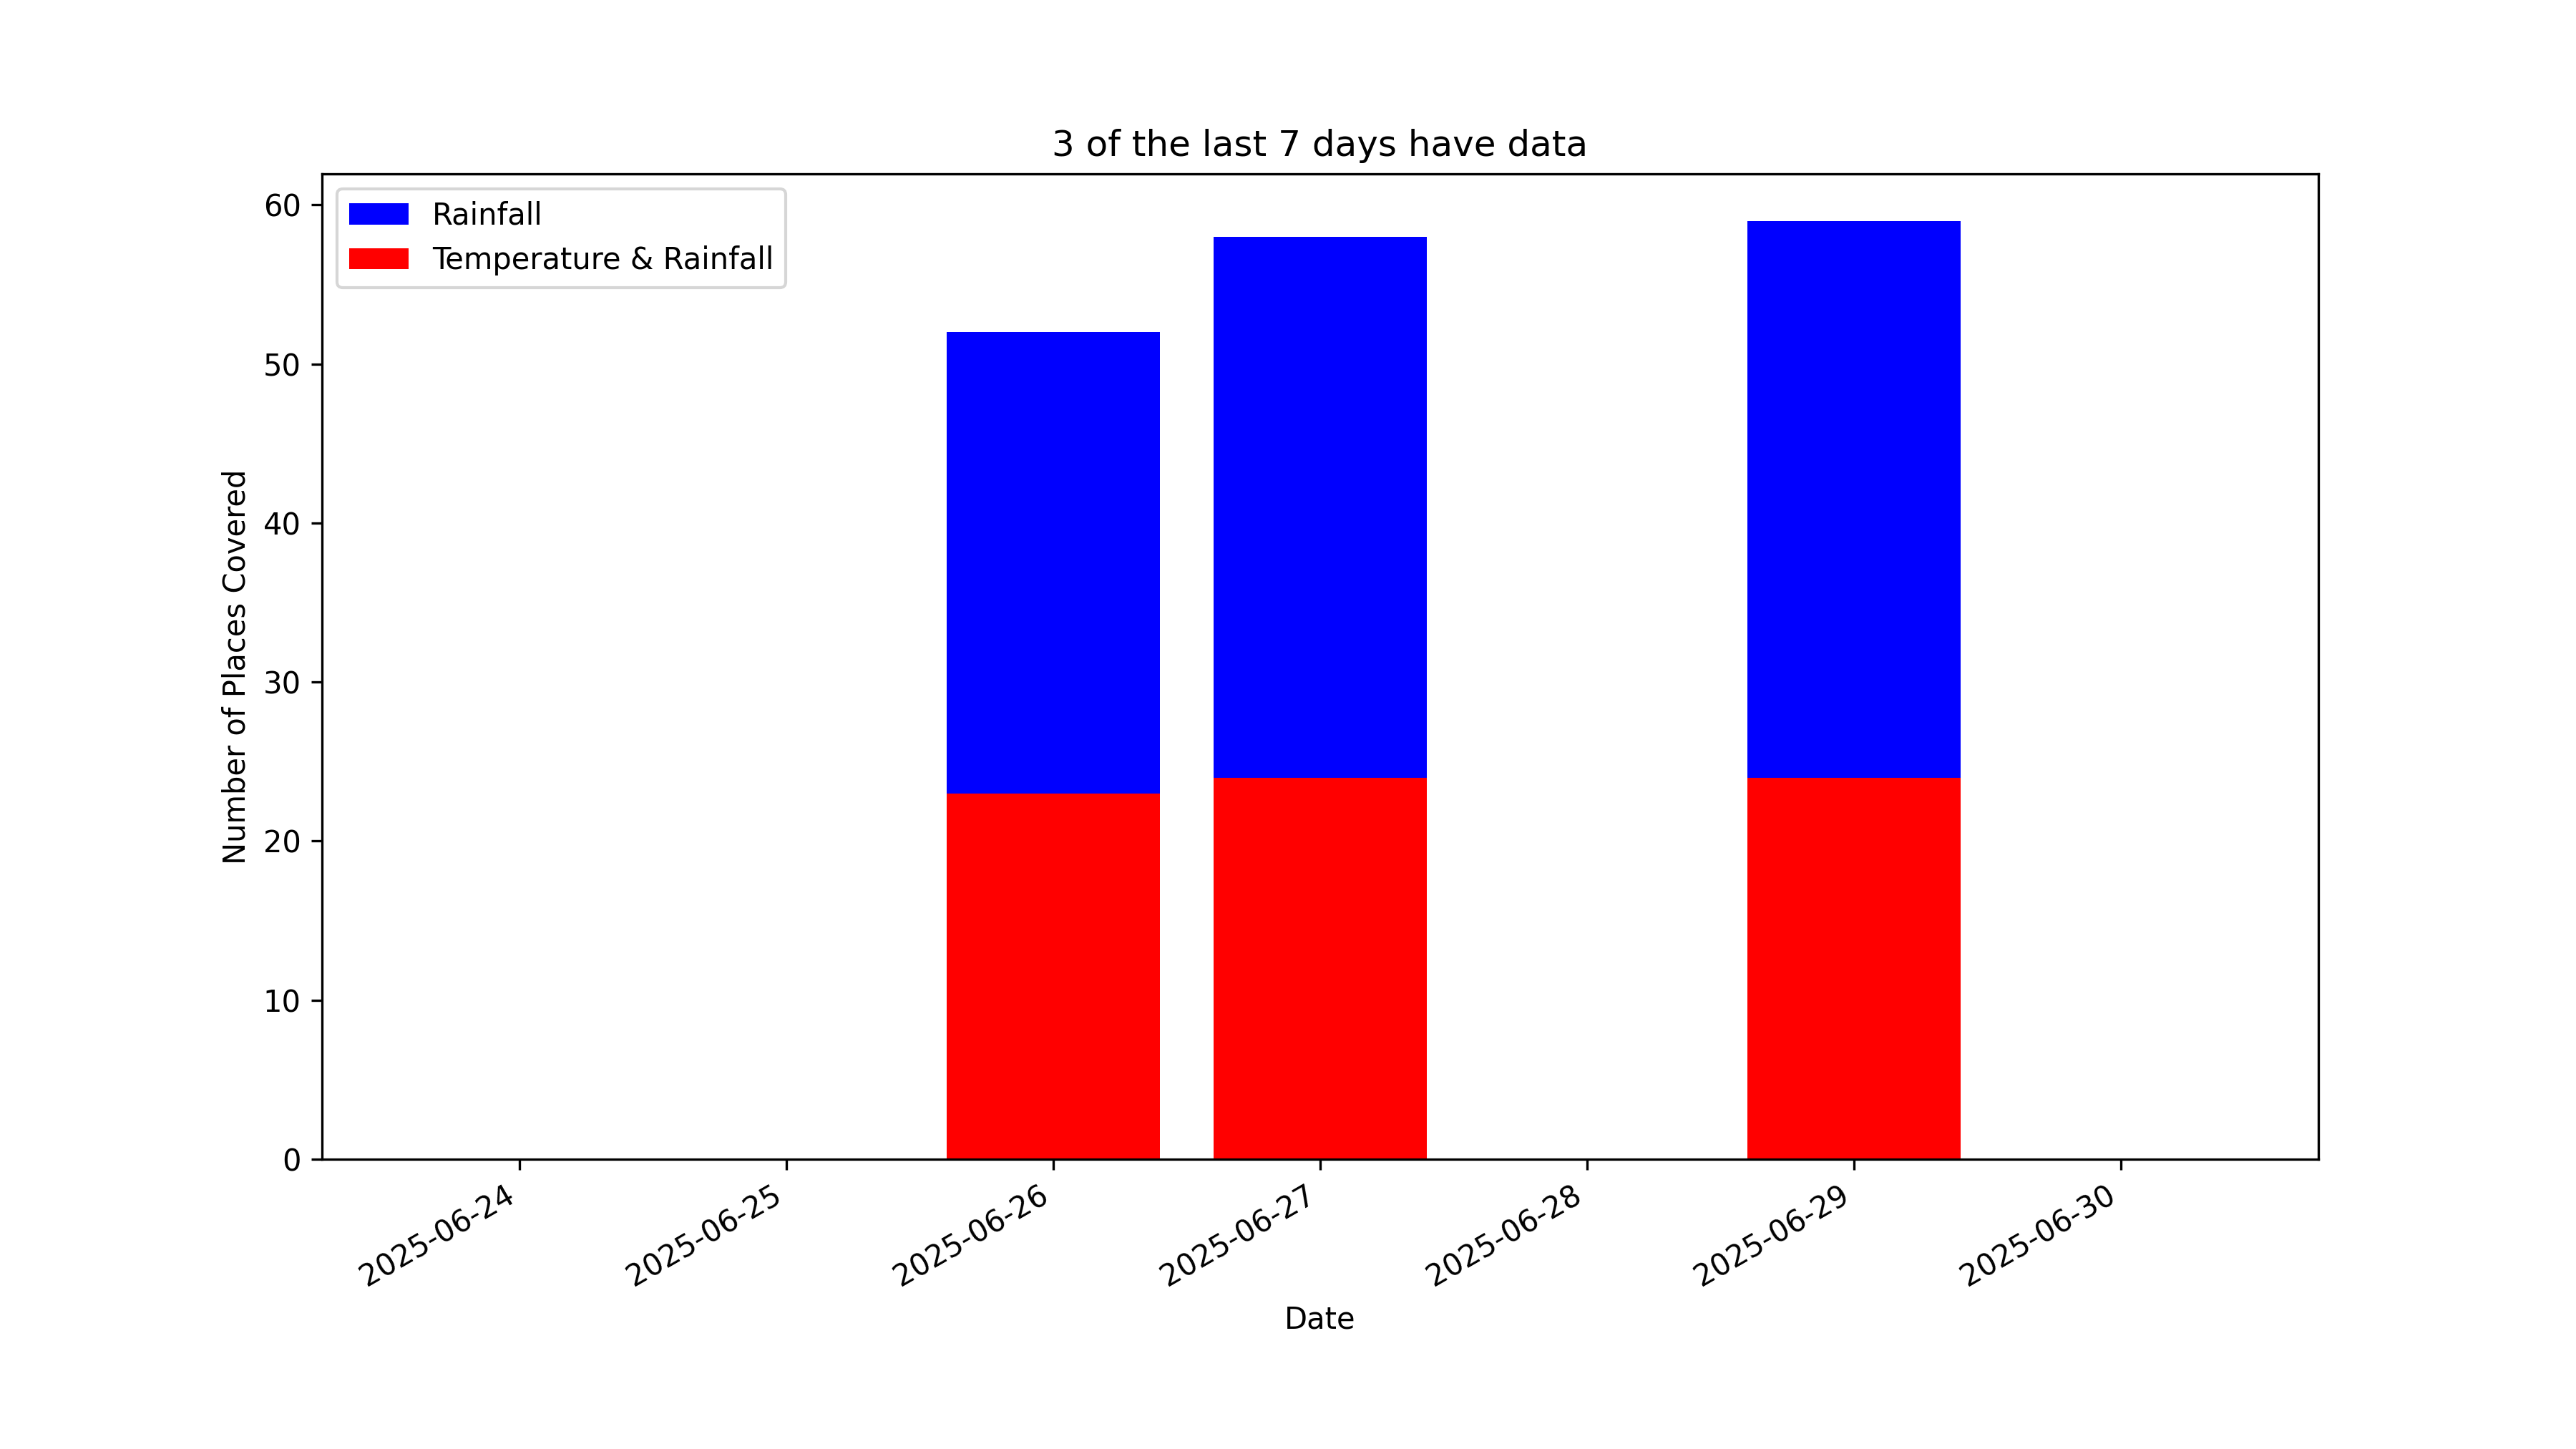 3 of the last 7 days have data
Rainfall
Temperature & Rainfall
Number of Places Covered
60
50
40
30
20
10
0
2025-06-24
2025-06-25
2025-06-26
2025-06-27
2025-06-28
2025-06-29
2025-06-30
Date